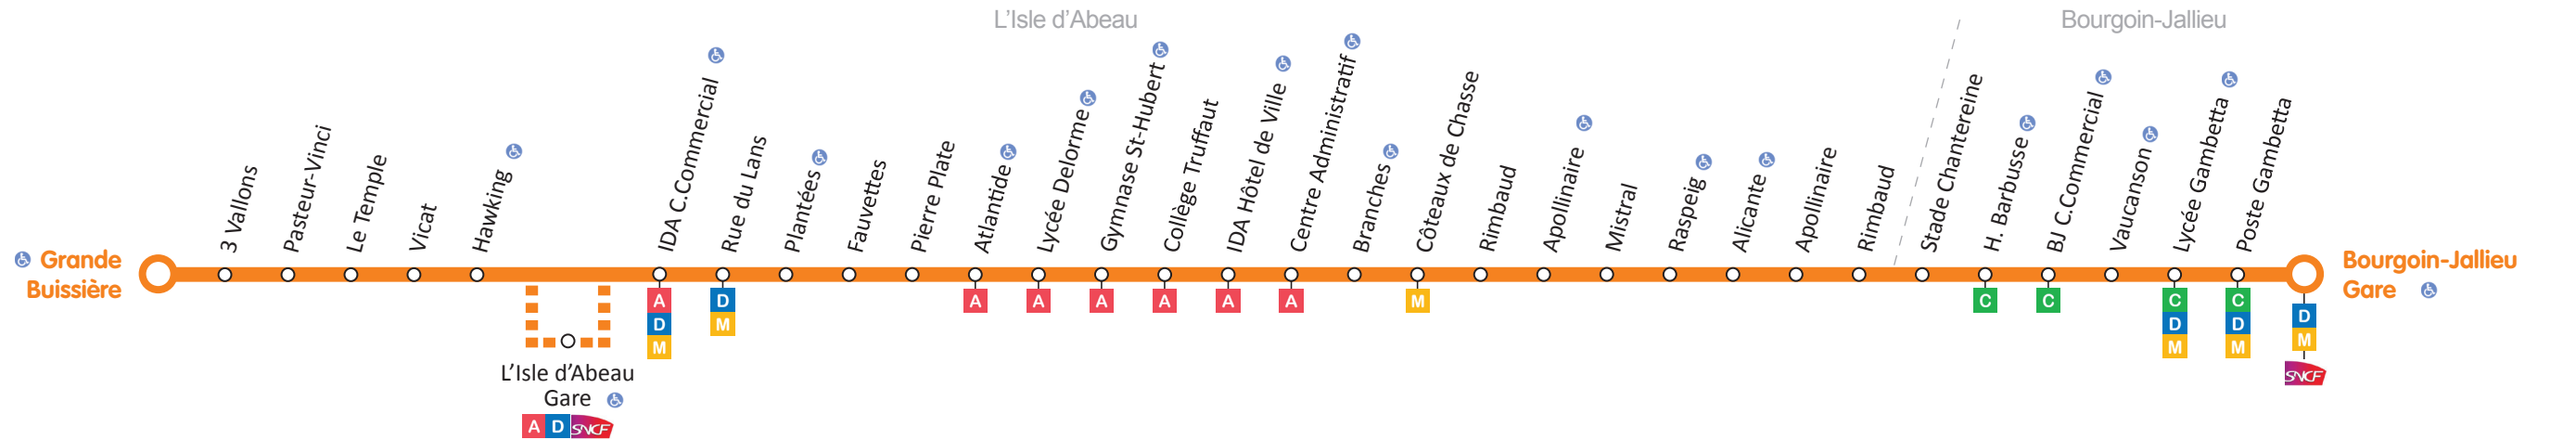 L'Isle d'Abeau
Bourgoin-Jallieu
Grande
Buissière
3 Vallons
Pasteur-Vinci
Le Temple
Vicat
Hawking
L'Isle d'Abeau
Gare
A D SNCF
IDA C.Commercial
A
D
M
Rue du Lans
D
M
Plantées
Fauvettes
Pierre Plate
Atlantide
A
Lycée Delorme
A
Gymnase St-Hubert
A
Collège Truffaut
A
IDA Hôtel de Ville
A
Centre Administratif
A
Branches
Côteaux de Chasse
M
Rimbaud
Apollinaire
Mistral
Raspeig
Alicante
Apollinaire
Rimbaud
Stade Chantereine
H. Barbusse
C
BJ C.Commercial
C
Vaucanson
Lycée Gambetta
C
D
M
Poste Gambetta
C
D
M
Bourgoin-Jallieu
Gare
D
M
SNCF